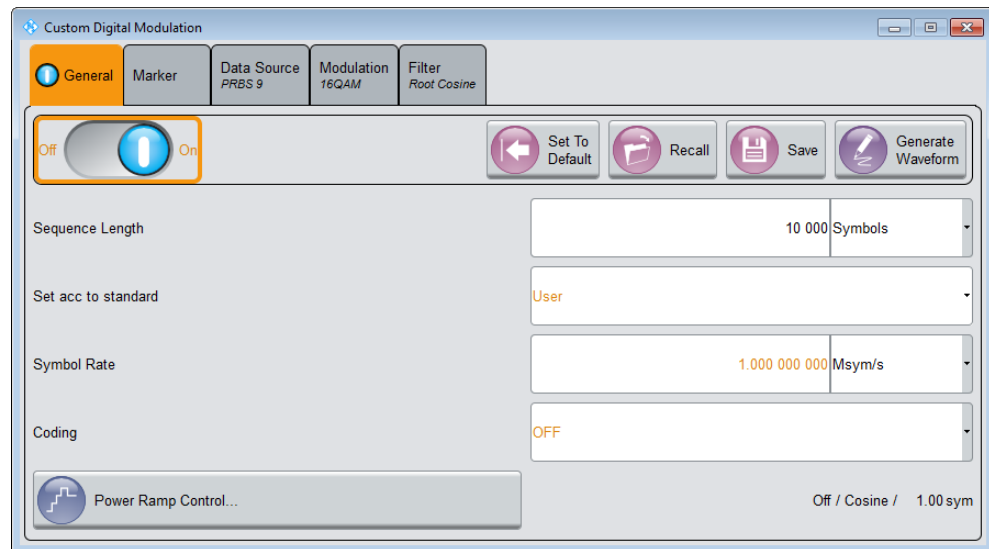 Custom Digital Modulation
General
Marker
Data Source
PRBS 9
Modulation
16QAM
Filter
Root Cosine
Off
On
Set To
Default
Recall
Save
Generate
Waveform
Sequence Length
10 000 Symbols
Set acc to standard
User
Symbol Rate
1.000 000 000 Msym/s
Coding
OFF
Power Ramp Control...
Off / Cosine / 1.00 sym